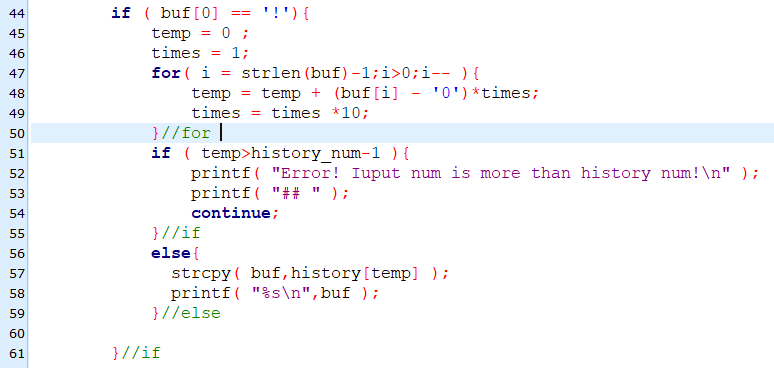 44 if ( buf[0] == '!'){
45 temp = 0 ;
46 times = 1;
47 for( i = strlen(buf)-1;i>0;i-- ){
48 temp = temp + (buf[i] - '0')*times;
49 times = times *10;
50 }//for
51 if ( temp>history_num-1 ){
52 printf( "Error! Iuput num is more than history num!\n" );
53 printf( "## " );
54 continue;
55 }//if
56 else{
57 strcpy( buf,history[temp] );
58 printf( "%s\n",buf );
59 }//else
60
61 }//if